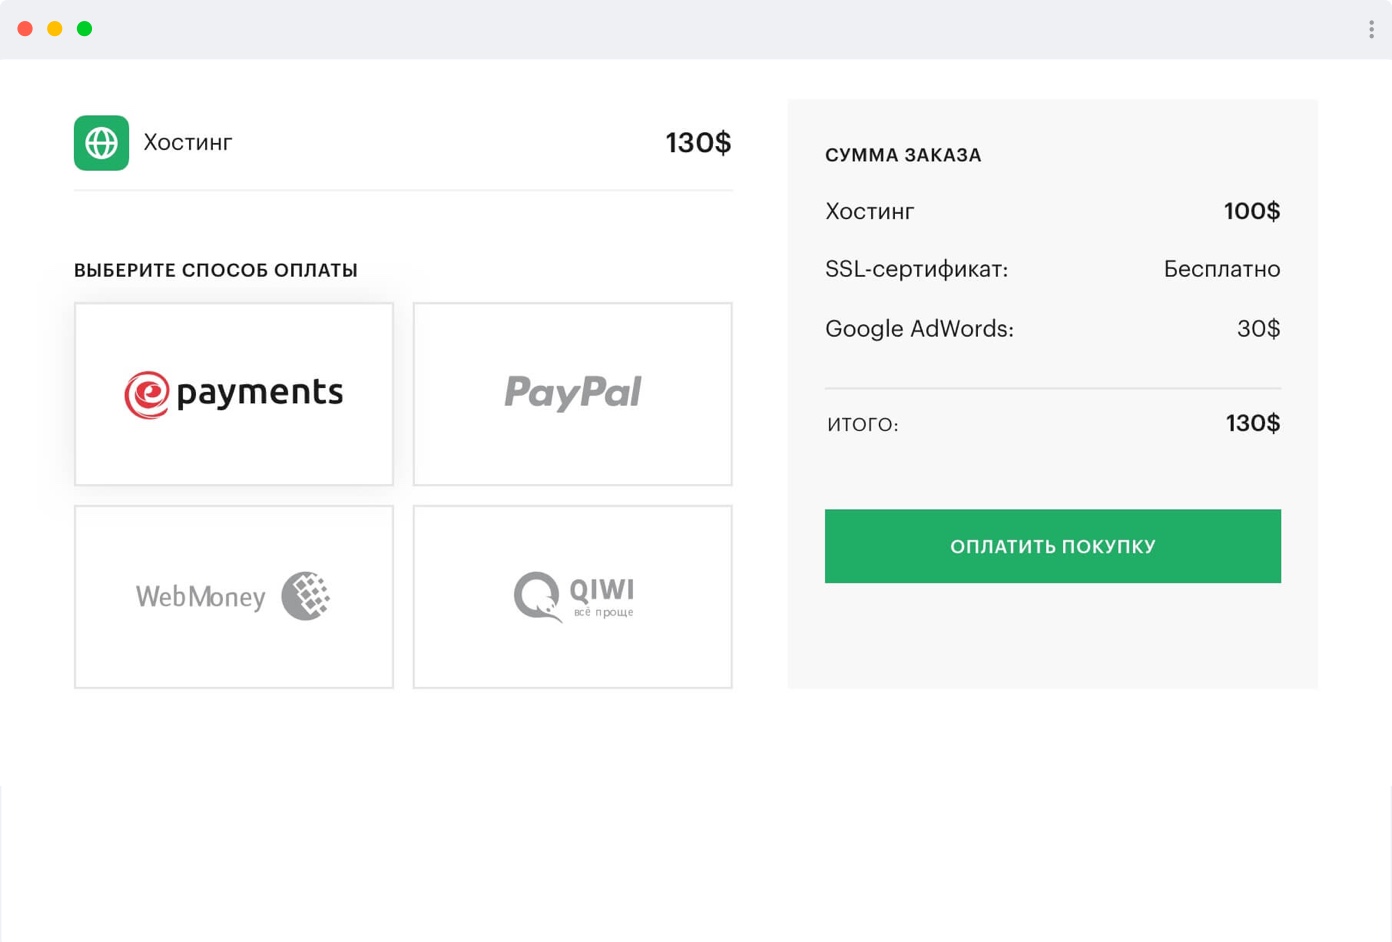 Хостинг 130$
ВЫБЕРИТЕ СПОСОБ ОПЛАТЫ
epayments
PayPal
WebMoney
QIWI
всё проще
СУММА ЗАКАЗА
Хостинг 100$
SSL-сертификат: Бесплатно
Google AdWords: 30$
ИТОГО: 130$
ОПЛАТИТЬ ПОКУПКУ